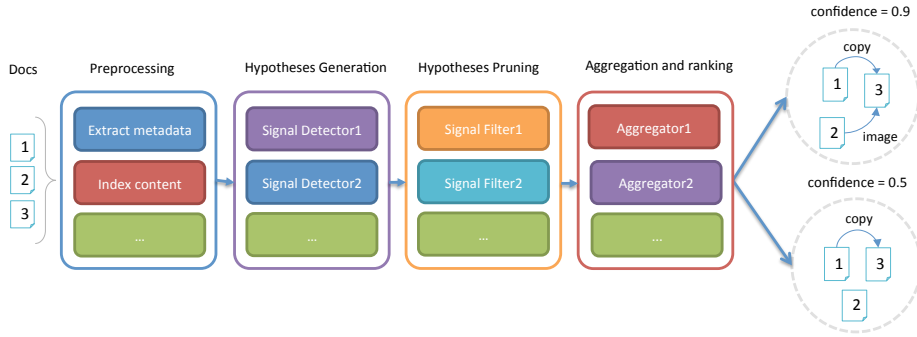 Docs
1
2
3
Preprocessing
Extract metadata
Index content
...
Hypotheses Generation
Signal Detector1
Signal Detector2
...
Hypotheses Pruning
Signal Filter1
Signal Filter2
...
Aggregation and ranking
Aggregator1
Aggregator2
...
confidence = 0.9
copy
1
3
2
image
confidence = 0.5
copy
1
3
2